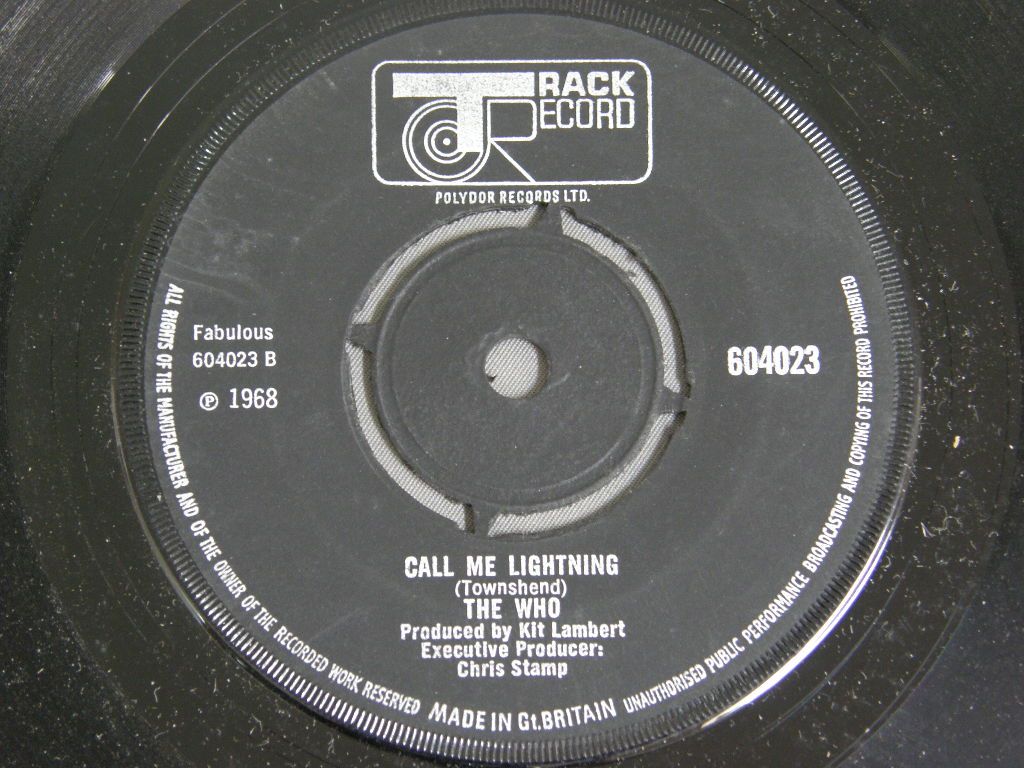 TRACK
RECORD
POLYDOR RECORDS LTD.
Fabulous
604023 B
℗ 1968
604023
CALL ME LIGHTNING
(Townshend)
THE WHO
Produced by Kit Lambert
Executive Producer:
Chris Stamp
ALL RIGHTS OF THE MANUFACTURER AND OF THE OWNER OF THE RECORDED WORK RESERVED
MADE IN Gt.BRITAIN
UNAUTHORISED PUBLIC PERFORMANCE BROADCASTING AND COPYING OF THIS RECORD PROHIBITED